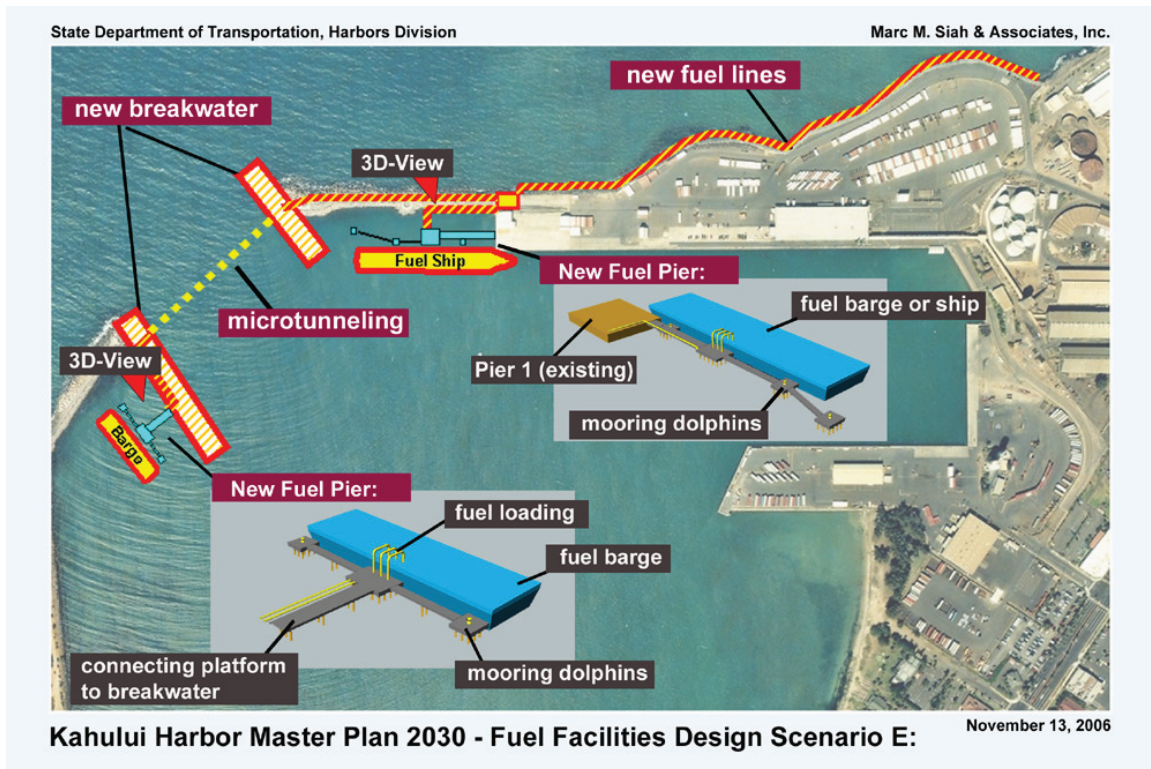 State Department of Transportation, Harbors Division
Marc M. Siah & Associates, Inc.
new fuel lines
new breakwater
3D-View
Fuel Ship
New Fuel Pier:
fuel barge or ship
microtunneling
3D-View
Pier 1 (existing)
mooring dolphins
Barge
New Fuel Pier:
fuel loading
fuel barge
connecting platform
to breakwater
mooring dolphins
November 13, 2006
Kahului Harbor Master Plan 2030 - Fuel Facilities Design Scenario E: